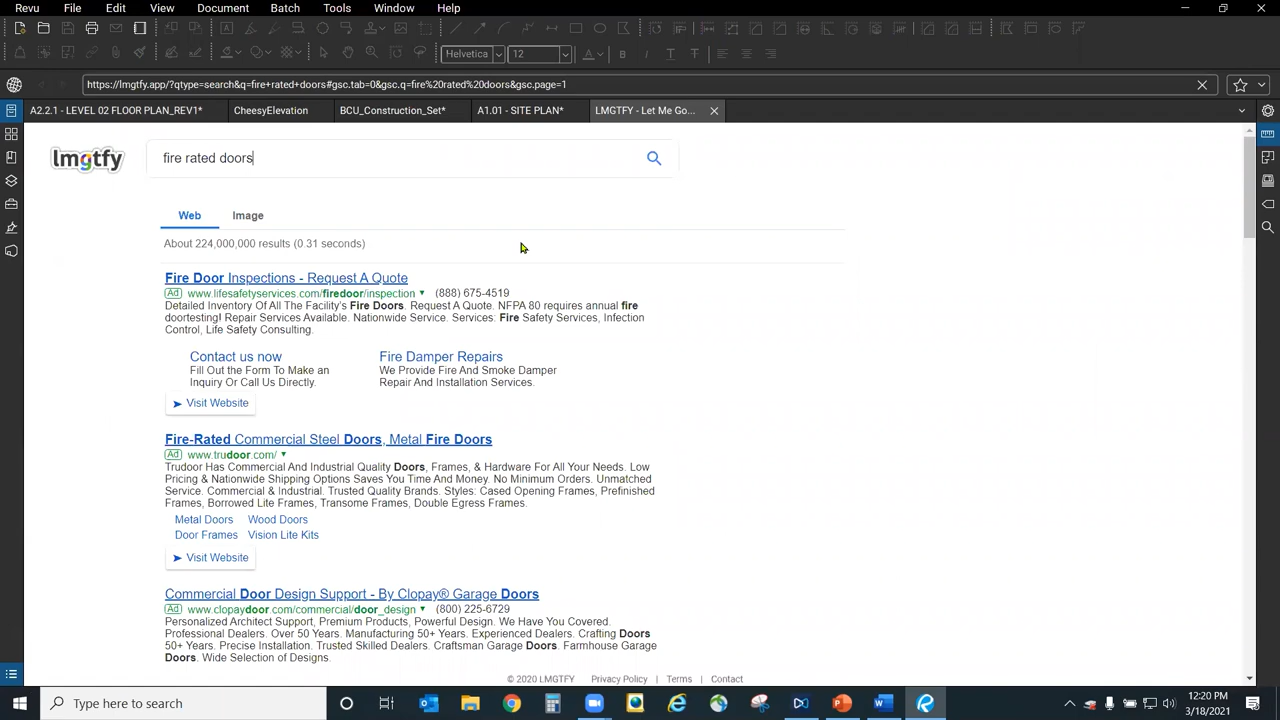 Revu File Edit View Document Batch Tools Window Help
Helvetica 12
https://lmgtfy.app/?qtype=search&q=fire+rated+doors#gsc.tab=0&gsc.q=fire%20rated%20doors&gsc.page=1
A2.2.1 - LEVEL 02 FLOOR PLAN_REV1* CheesyElevation BCU_Construction_Set* A1.01 - SITE PLAN* LMGTFY - Let Me Go...
lmgtfy fire rated doors
Web Image
About 224,000,000 results (0.31 seconds)
Fire Door Inspections - Request A Quote
Ad www.lifesafetyservices.com/firedoor/inspection (888) 675-4519
Detailed Inventory Of All The Facility's Fire Doors. Request A Quote. NFPA 80 requires annual fire
doortesting! Repair Services Available. Nationwide Service. Services: Fire Safety Services, Infection
Control, Life Safety Consulting.
Contact us now Fire Damper Repairs
Fill Out the Form To Make an We Provide Fire And Smoke Damper
Inquiry Or Call Us Directly. Repair And Installation Services.
Visit Website
Fire-Rated Commercial Steel Doors, Metal Fire Doors
Ad www.trudoor.com/
Trudoor Has Commercial And Industrial Quality Doors, Frames, & Hardware For All Your Needs. Low
Pricing & Nationwide Shipping Options Saves You Time And Money. No Minimum Orders. Unmatched
Service. Commercial & Industrial. Trusted Quality Brands. Styles: Cased Opening Frames, Prefinished
Frames, Borrowed Lite Frames, Transome Frames, Double Egress Frames.
Metal Doors Wood Doors
Door Frames Vision Lite Kits
Visit Website
Commercial Door Design Support - By Clopay® Garage Doors
Ad www.clopaydoor.com/commercial/door_design (800) 225-6729
Personalized Architect Support, Premium Products, Powerful Design. We Have You Covered.
Professional Dealers. Over 50 Years. Manufacturing 50+ Years. Experienced Dealers. Crafting Doors
50+ Years. Precise Installation. Trusted Skilled Dealers. Craftsman Garage Doors. Farmhouse Garage
Doors. Wide Selection of Designs.
© 2020 LMGTFY Privacy Policy | Terms | Contact
Type here to search
12:20 PM
3/18/2021